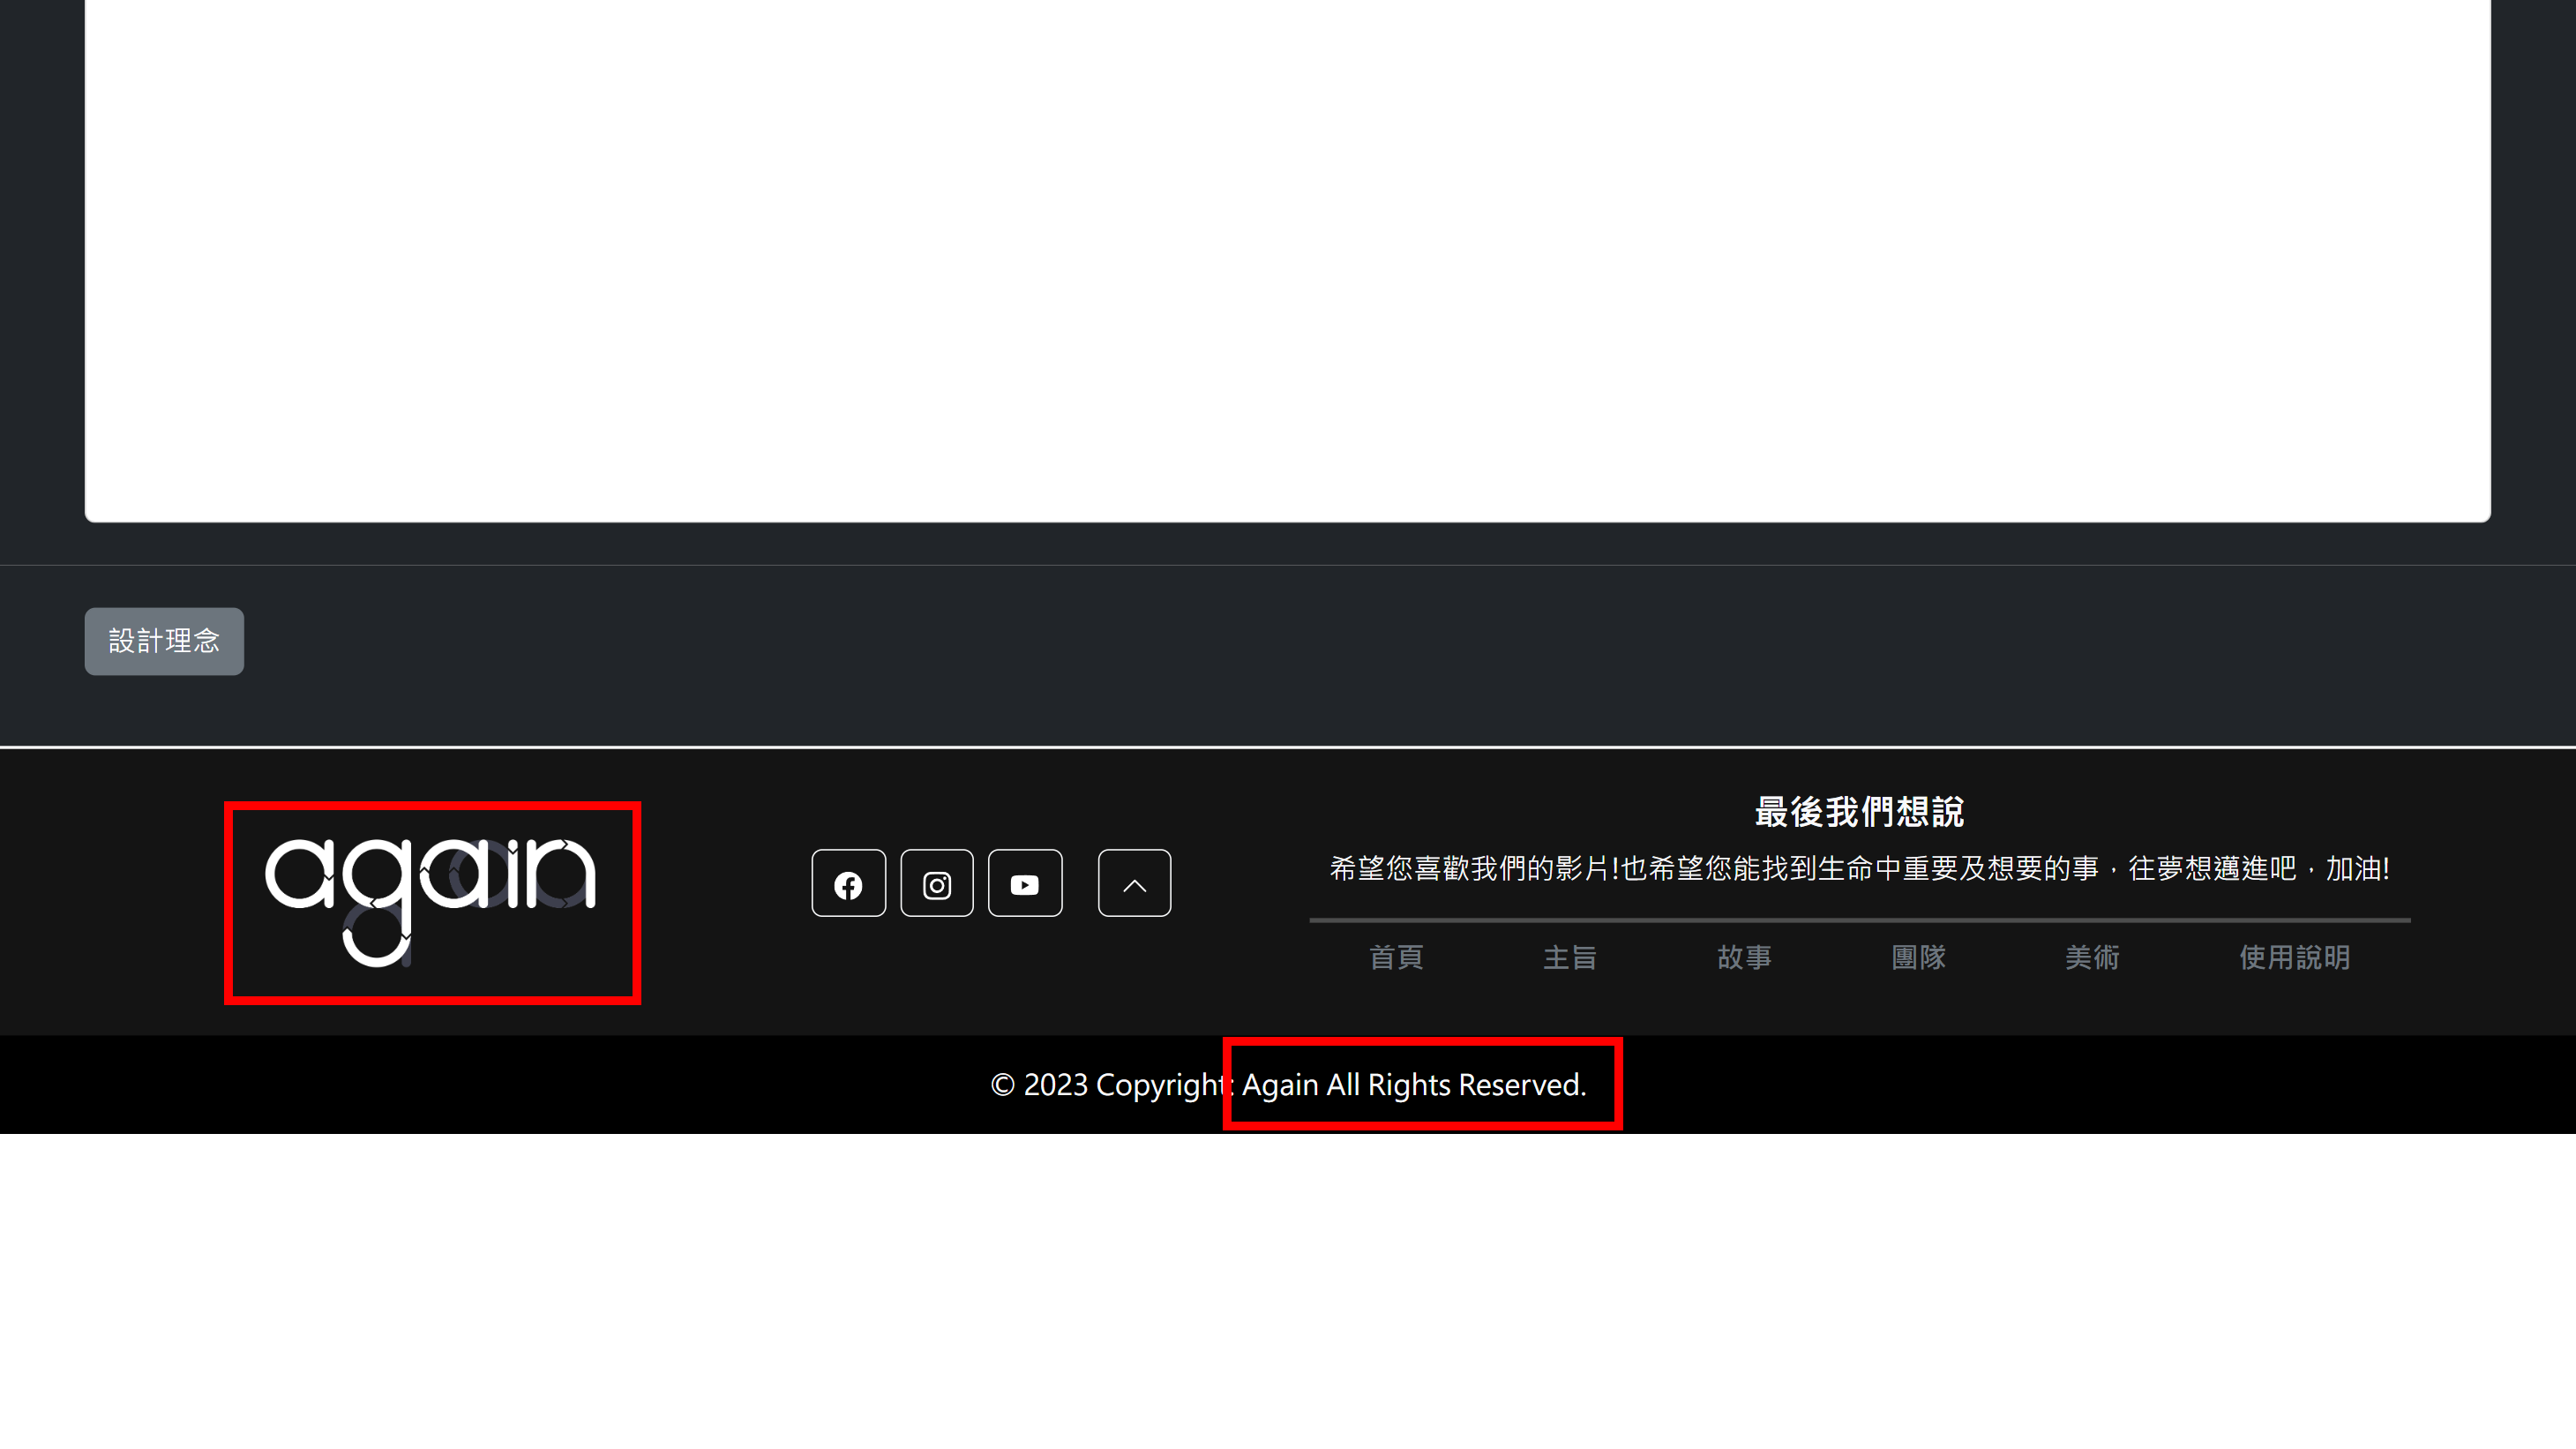 設計理念
again
最後我們想說
希望您喜歡我們的影片!也希望您能找到生命中重要及想要的事，往夢想邁進吧，加油!
首頁 主旨 故事 團隊 美術 使用說明
© 2023 Copyright: Again All Rights Reserved.